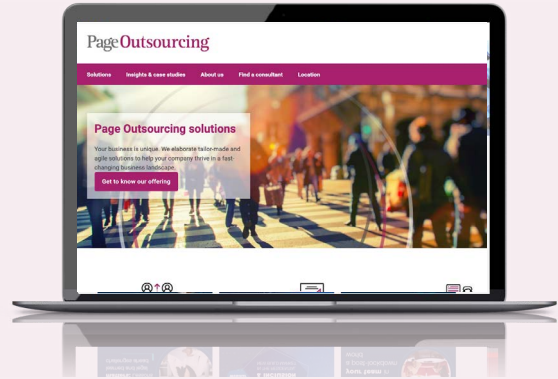 Page Outsourcing
Solutions Insights & case studies About us Find a consultant Location
Page Outsourcing solutions
Your business is unique. We elaborate tailor-made and
agile solutions to help your company thrive in a fast-
changing business landscape.
Get to know our offering